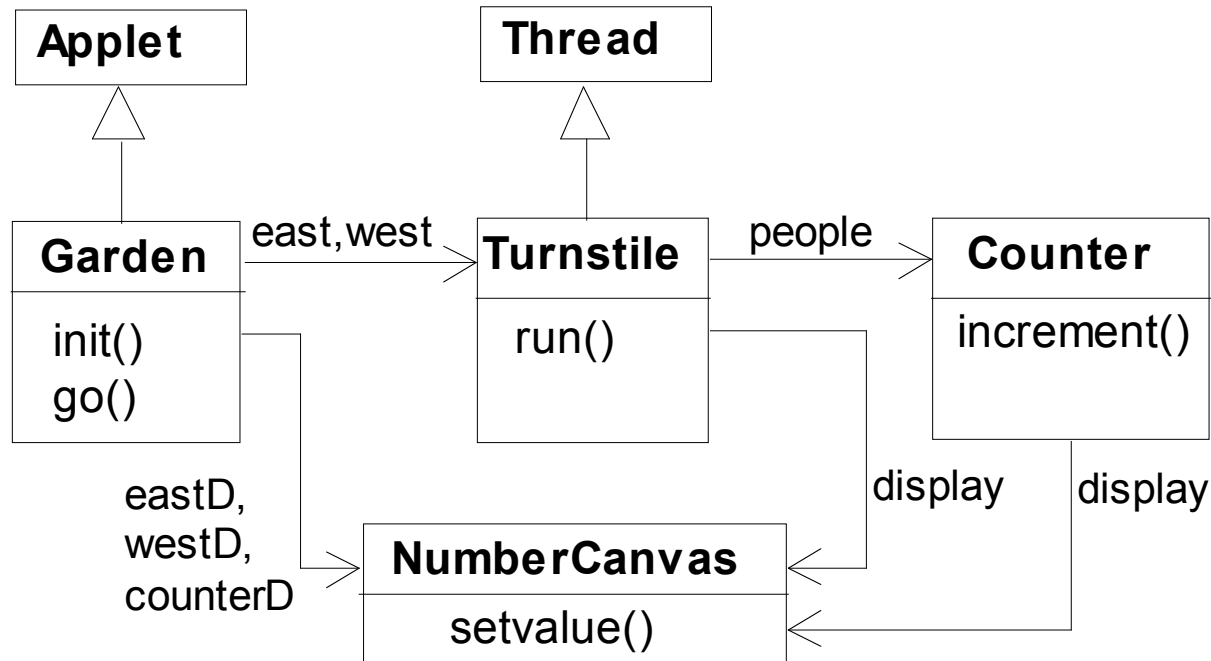 Applet
Thread
Garden
init()
go()
east,west
Turnstile
run()
people
Counter
increment()
eastD,
westD,
counterD
display
display
NumberCanvas
setvalue()